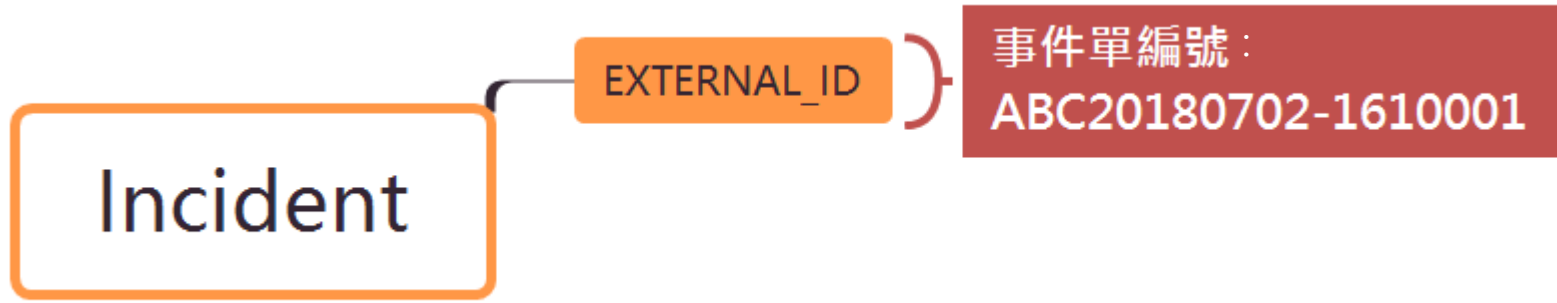 Incident
EXTERNAL_ID
事件單編號：
ABC20180702-1610001